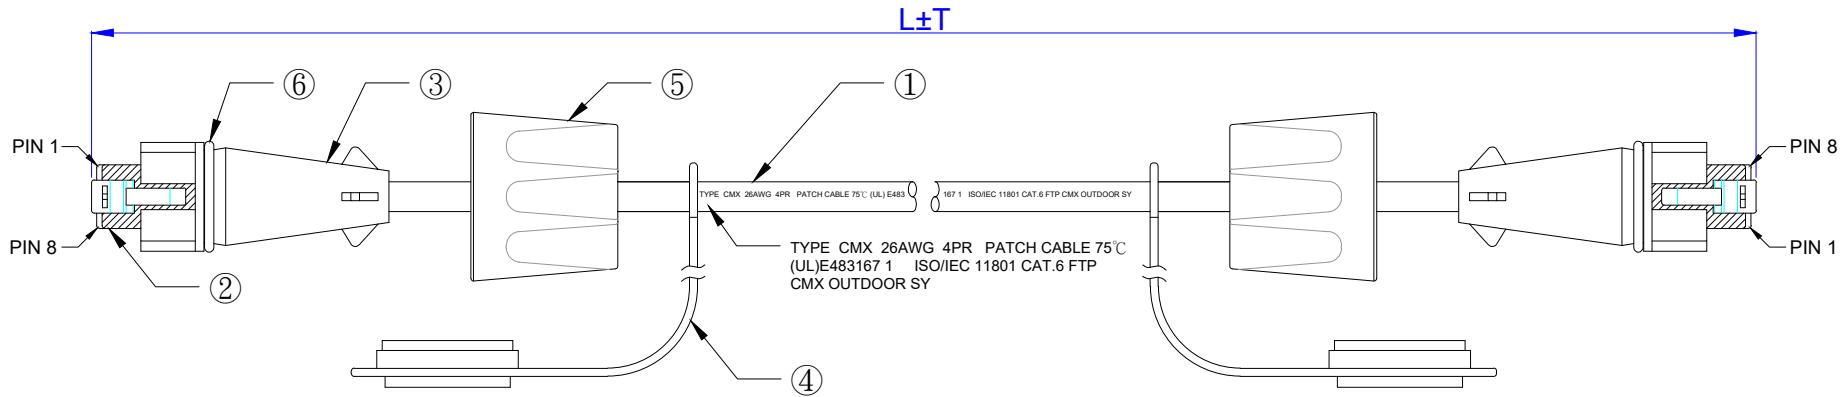 L±T
⑥
③
⑤
①
PIN 1
PIN 8
PIN 8
PIN 1
TYPE CMX 26AWG 4PR PATCH CABLE 75℃ (UL) E483
167 1 ISO/IEC 11801 CAT.6 FTP CMX OUTDOOR SY
TYPE CMX 26AWG 4PR PATCH CABLE 75℃
(UL)E483167 1 ISO/IEC 11801 CAT.6 FTP
CMX OUTDOOR SY
②
④